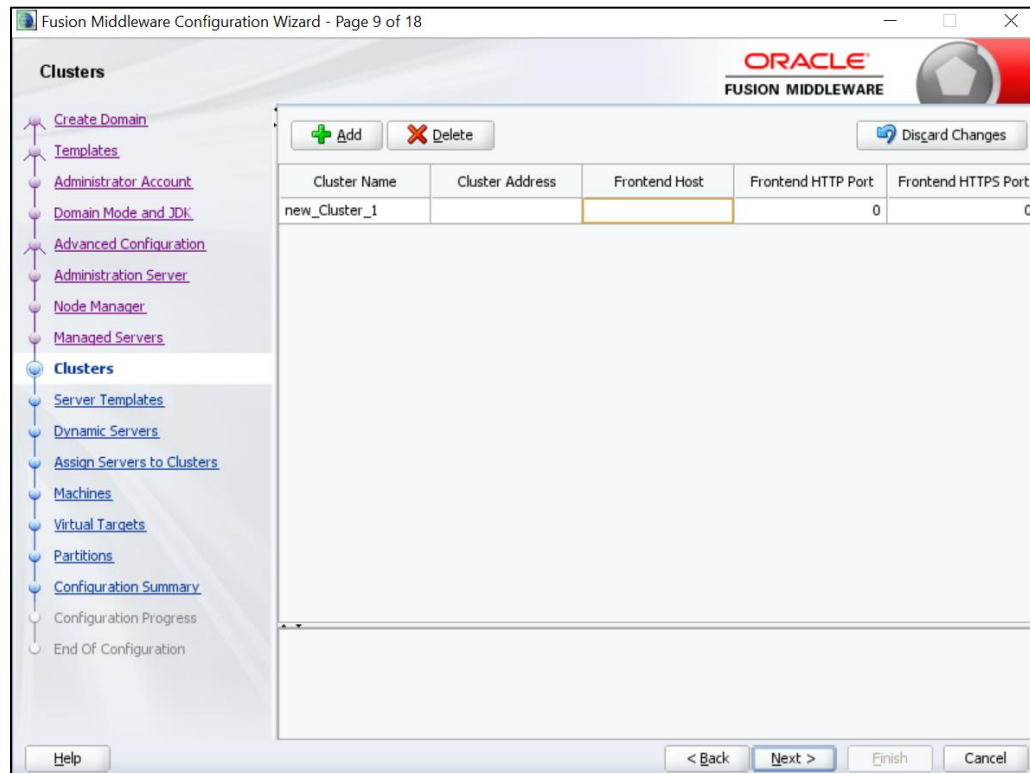 Fusion Middleware Configuration Wizard - Page 9 of 18
Clusters
ORACLE
FUSION MIDDLEWARE
Create Domain
Templates
Administrator Account
Domain Mode and JDK
Advanced Configuration
Administration Server
Node Manager
Managed Servers
Clusters
Server Templates
Dynamic Servers
Assign Servers to Clusters
Machines
Virtual Targets
Partitions
Configuration Summary
Configuration Progress
End Of Configuration
Add Delete Discard Changes
Cluster Name Cluster Address Frontend Host Frontend HTTP Port Frontend HTTPS Port
new_Cluster_1 0 0
Help < Back Next > Finish Cancel